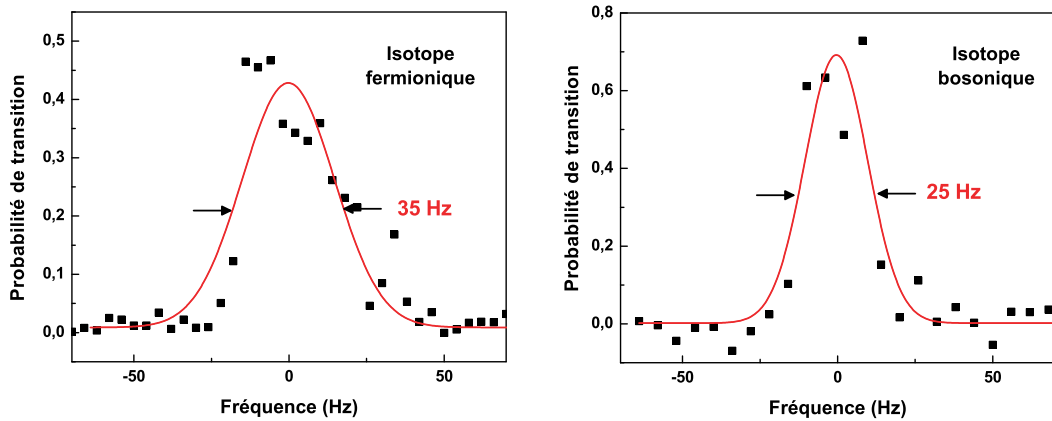 0,5
0,4
0,3
0,2
0,1
0,0
Probabilité de transition
Isotope
fermionique
35 Hz
-50
0
50
Fréquence (Hz)
0,8
0,6
0,4
0,2
0,0
Probabilité de transition
Isotope
bosonique
25 Hz
-50
0
50
Fréquence (Hz)